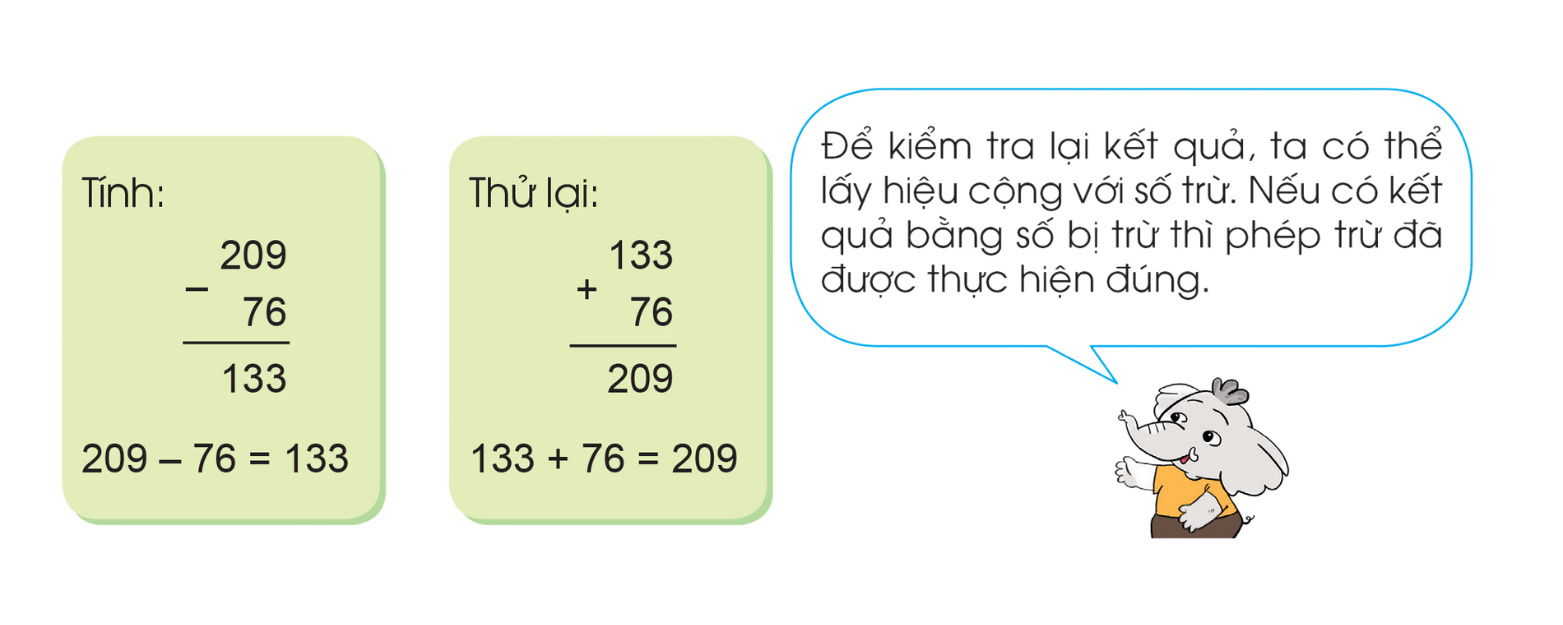 Tính:
209
–
76
133
209 – 76 = 133
Thử lại:
133
+
76
209
133 + 76 = 209
Để kiểm tra lại kết quả, ta có thể
lấy hiệu cộng với số trừ. Nếu có kết
quả bằng số bị trừ thì phép trừ đã
được thực hiện đúng.